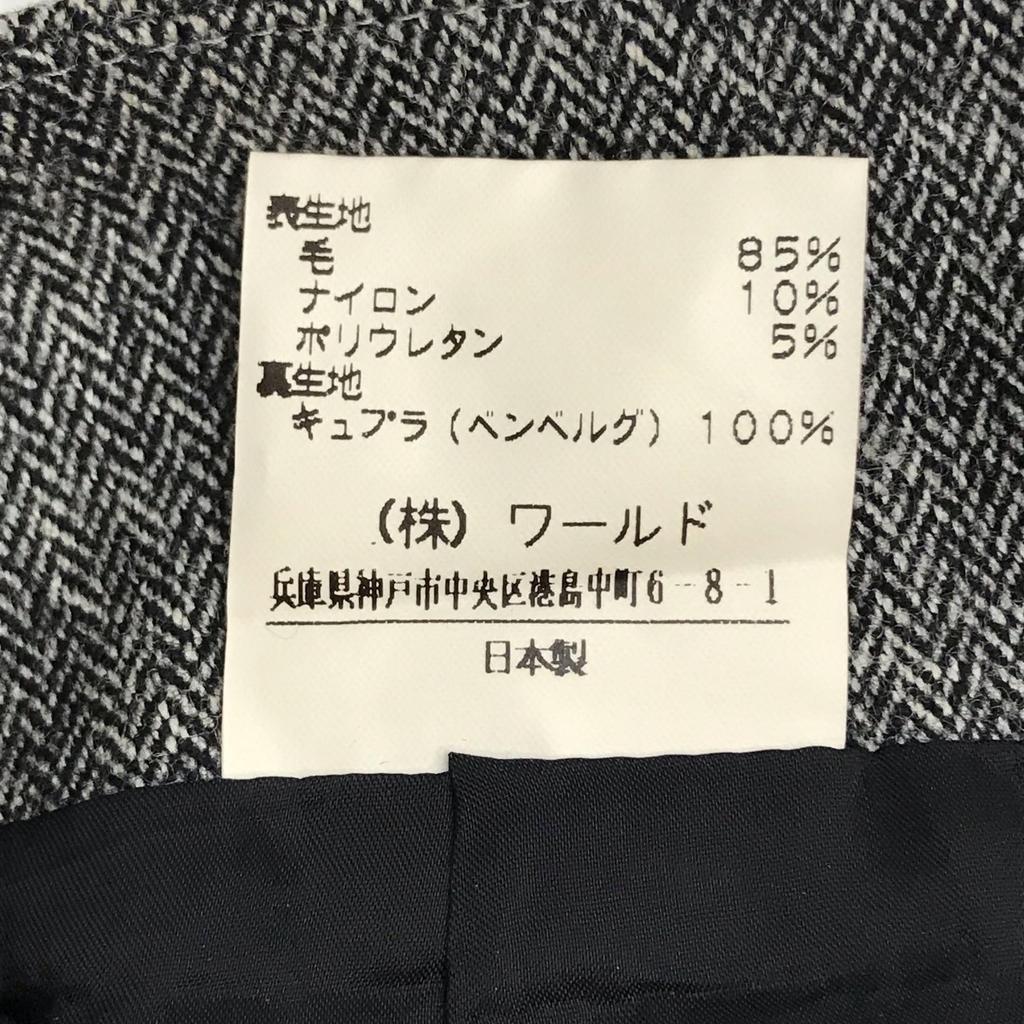 表生地
毛 85%
ナイロン 10%
ポリウレタン 5%
裏生地
キュプラ(ベンベルグ) 100%
(株) ワールド
兵庫県神戸市中央区港島中町6-8-1
日本製